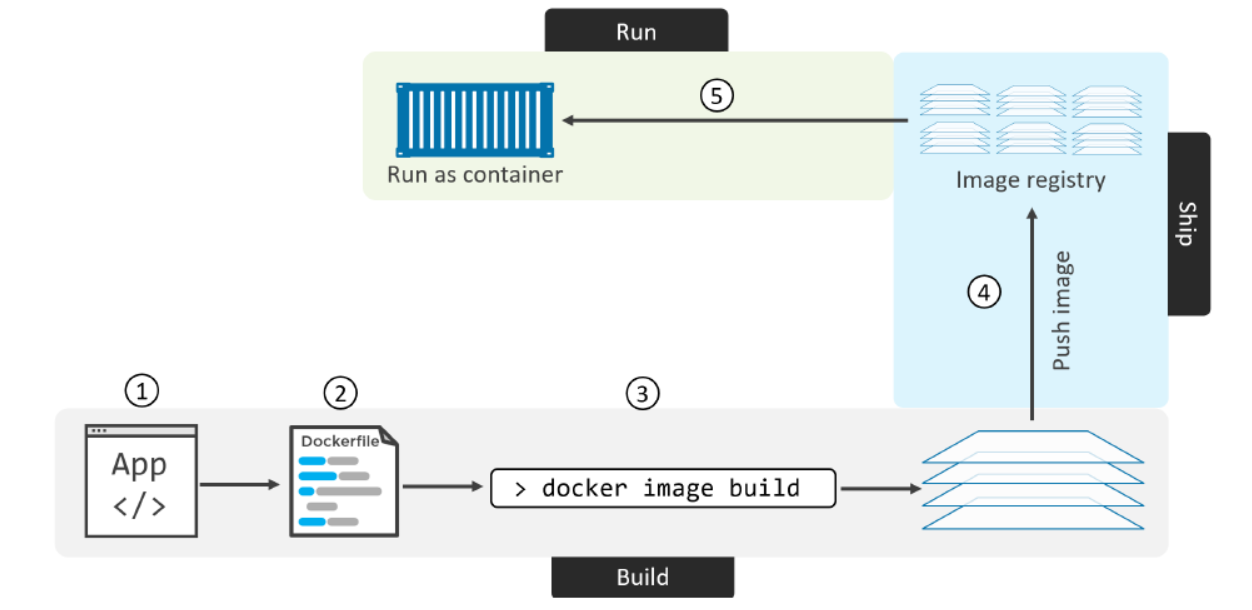 Run
⑤
Run as container
Image registry
Ship
④
Push image
①
②
③
App
</>
Dockerfile
> docker image build
Build